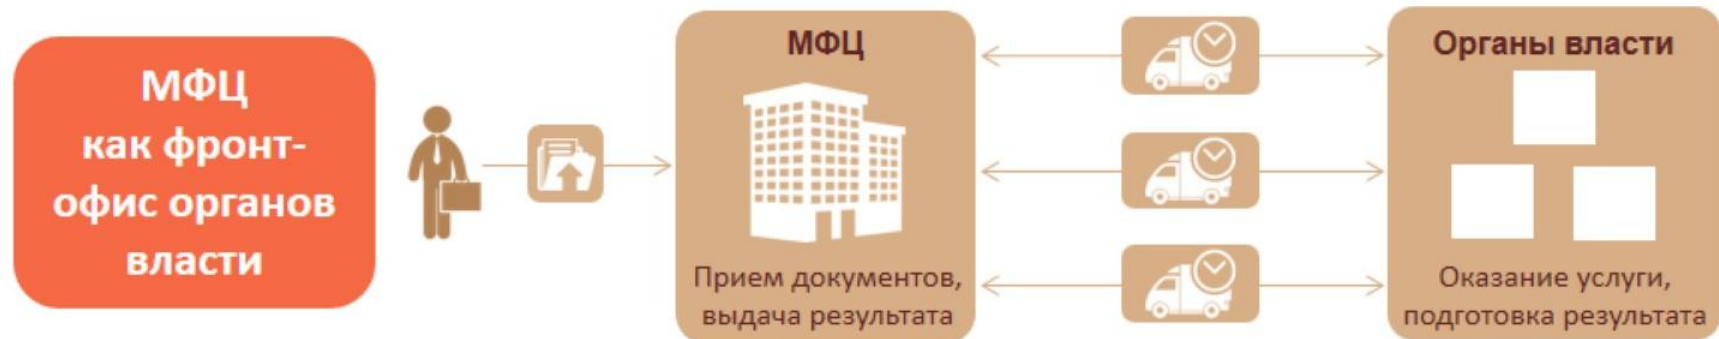 МФЦ
как фронт-
офис органов
власти
МФЦ
Прием документов,
выдача результата
Органы власти
Оказание услуги,
подготовка результата